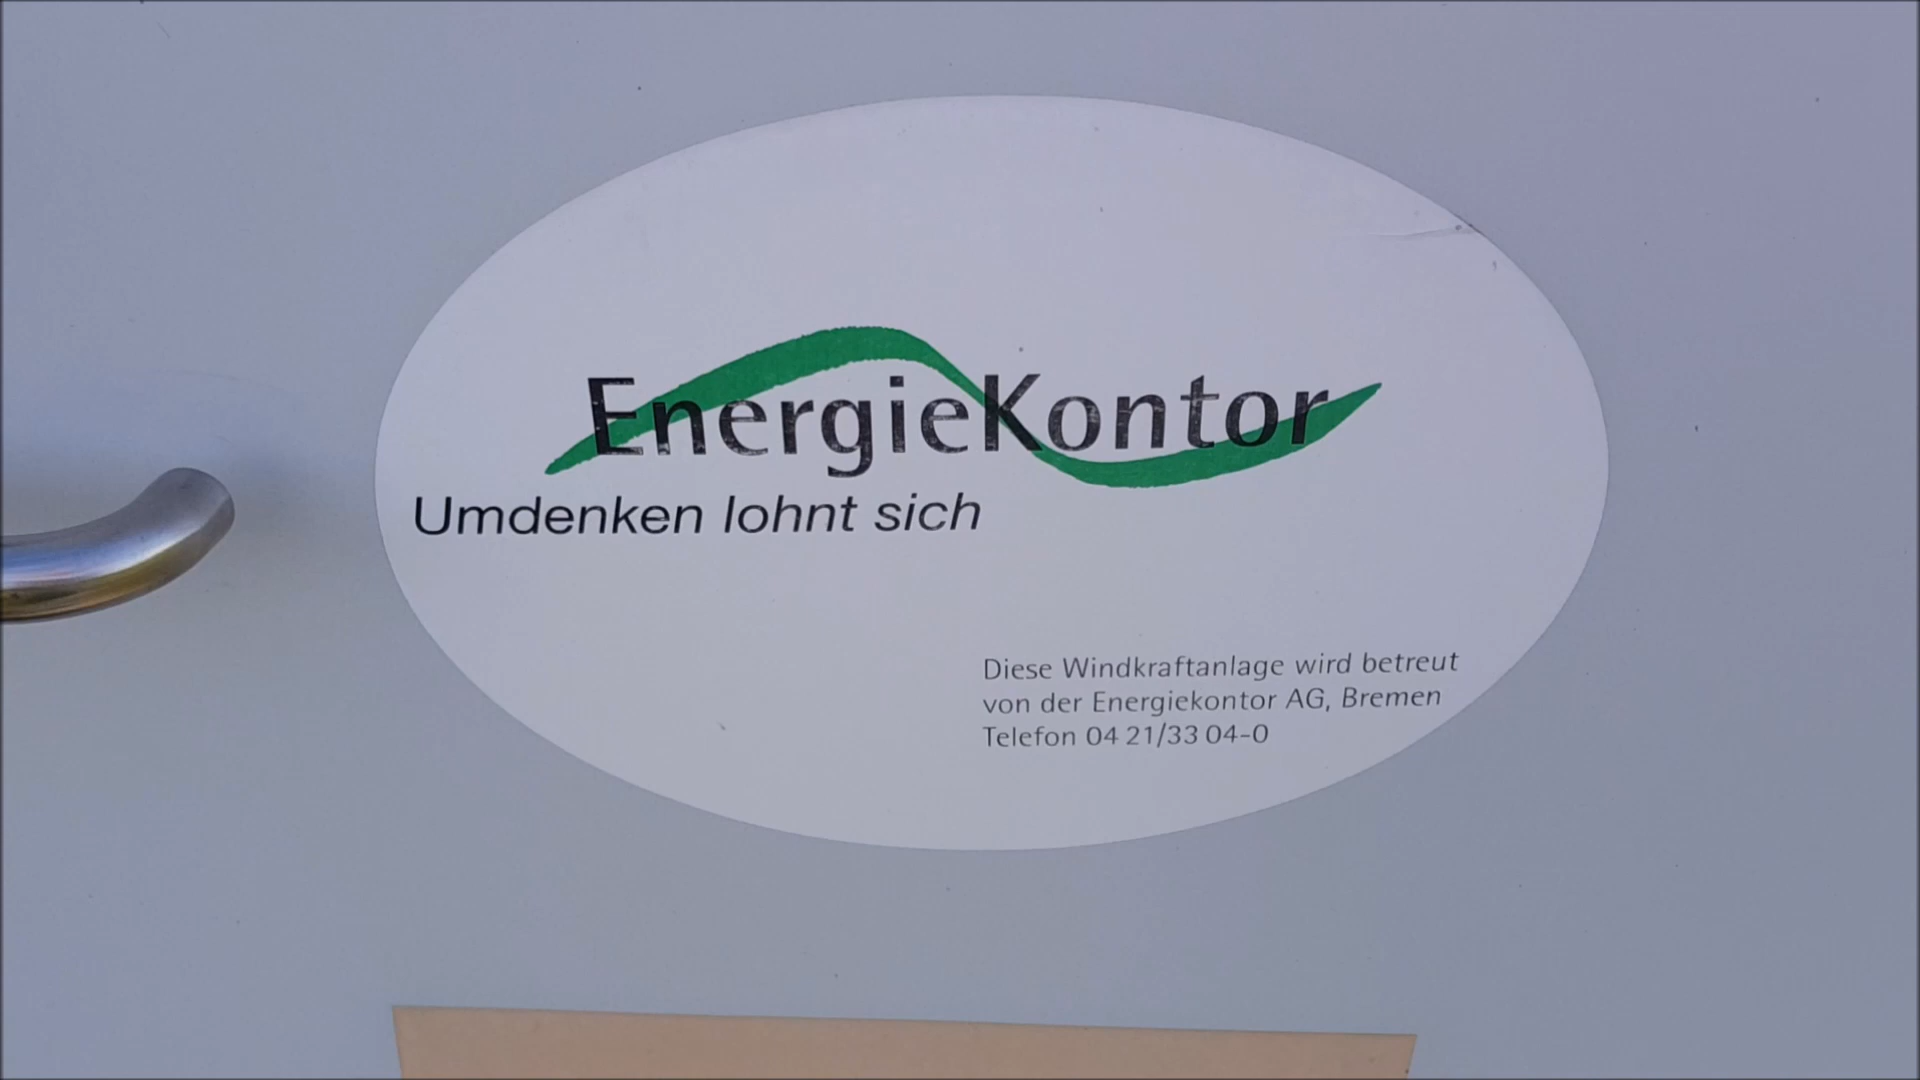 EnergieKontor
Umdenken lohnt sich
Diese Windkraftanlage wird betreut
von der Energiekontor AG, Bremen
Telefon 04 21/33 04-0